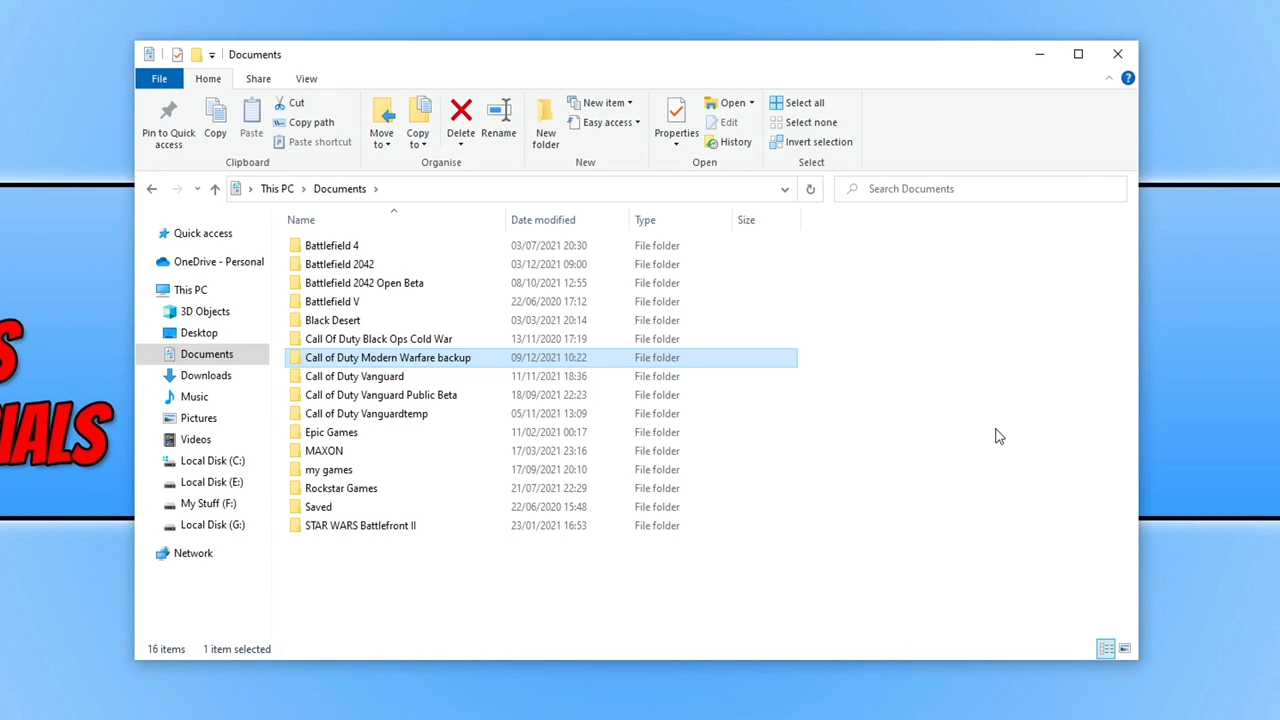 Documents
File Home Share View
Pin to Quick access
Copy
Paste
Cut
Copy path
Paste shortcut
Clipboard
Move to
Copy to
Delete
Rename
Organise
New folder
New item
Easy access
New
Properties
Open
Edit
History
Open
Select all
Select none
Invert selection
Select
This PC Documents
Search Documents
Name Date modified Type Size
Quick access
OneDrive - Personal
This PC
3D Objects
Desktop
Documents
Downloads
Music
Pictures
Videos
Local Disk (C:)
Local Disk (E:)
My Stuff (F:)
Local Disk (G:)
Network
Battlefield 4 03/07/2021 20:30 File folder
Battlefield 2042 03/12/2021 09:00 File folder
Battlefield 2042 Open Beta 08/10/2021 12:55 File folder
Battlefield V 22/06/2020 17:12 File folder
Black Desert 03/03/2021 20:14 File folder
Call Of Duty Black Ops Cold War 13/11/2020 17:19 File folder
Call of Duty Modern Warfare backup 09/12/2021 10:22 File folder
Call of Duty Vanguard 11/11/2021 18:36 File folder
Call of Duty Vanguard Public Beta 18/09/2021 22:23 File folder
Call of Duty Vanguardtemp 05/11/2021 13:09 File folder
Epic Games 11/02/2021 00:17 File folder
MAXON 17/03/2021 23:16 File folder
my games 17/09/2021 20:10 File folder
Rockstar Games 21/07/2021 22:29 File folder
Saved 22/06/2020 15:48 File folder
STAR WARS Battlefront II 23/01/2021 16:53 File folder
16 items 1 item selected
S
IALS